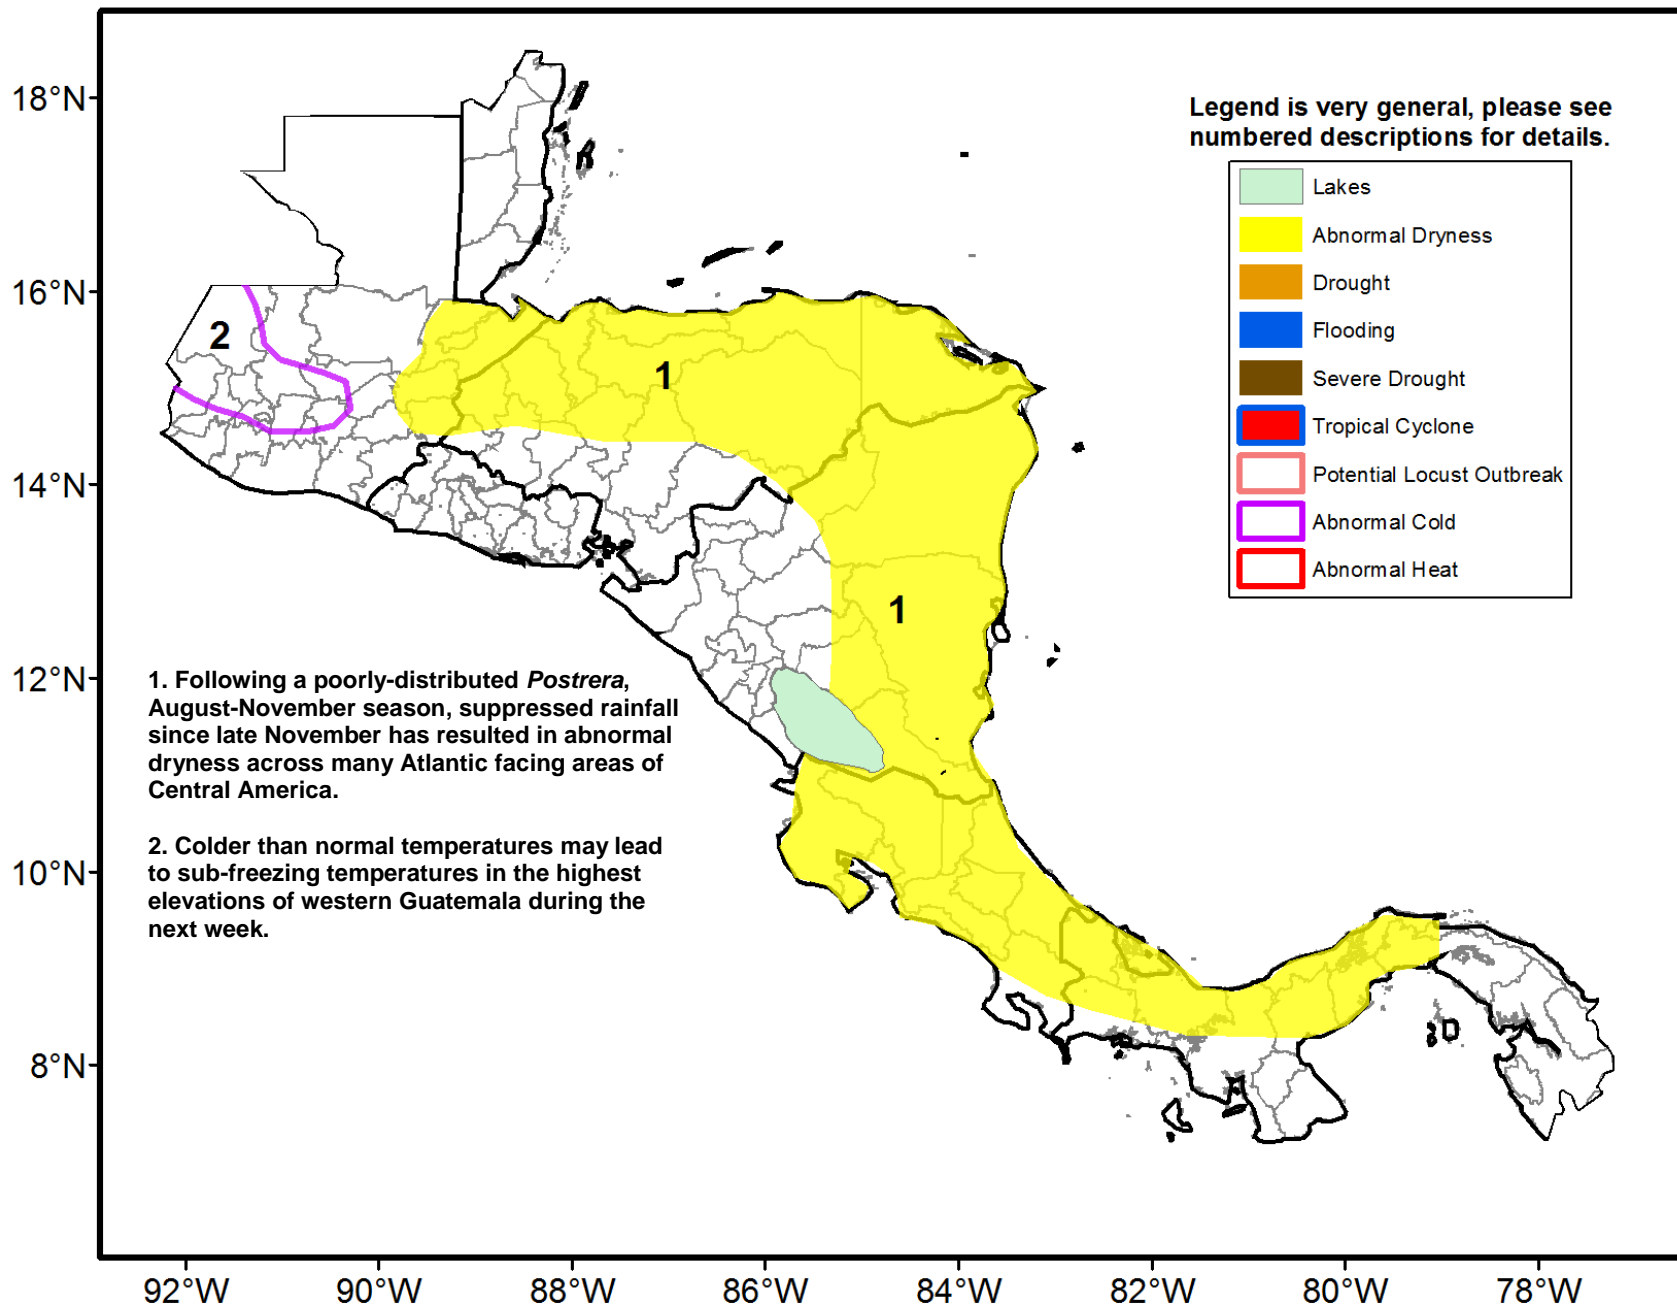 18°N
16°N
14°N
12°N
10°N
8°N
Legend is very general, please see
numbered descriptions for details.
Lakes
Abnormal Dryness
Drought
Flooding
Severe Drought
Tropical Cyclone
Potential Locust Outbreak
Abnormal Cold
Abnormal Heat
2
1
1
1. Following a poorly-distributed Postrera,
August-November season, suppressed rainfall
since late November has resulted in abnormal
dryness across many Atlantic facing areas of
Central America.
2. Colder than normal temperatures may lead
to sub-freezing temperatures in the highest
elevations of western Guatemala during the
next week.
92°W
90°W
88°W
86°W
84°W
82°W
80°W
78°W